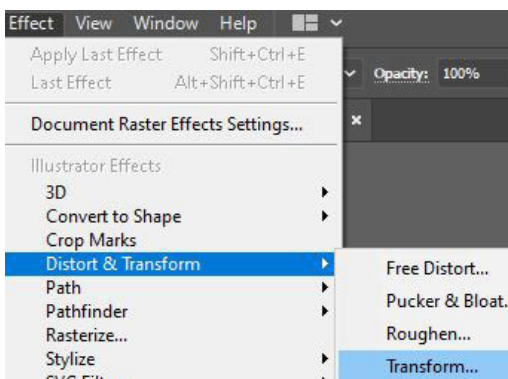 Effect View Window Help
Apply Last Effect Shift+Ctrl+E
Last Effect Alt+Shift+Ctrl+E
Opacity: 100%
Document Raster Effects Settings...
Illustrator Effects
3D
Convert to Shape
Crop Marks
Distort & Transform
Path
Pathfinder
Rasterize...
Stylize
Free Distort...
Pucker & Bloat.
Roughen...
Transform...